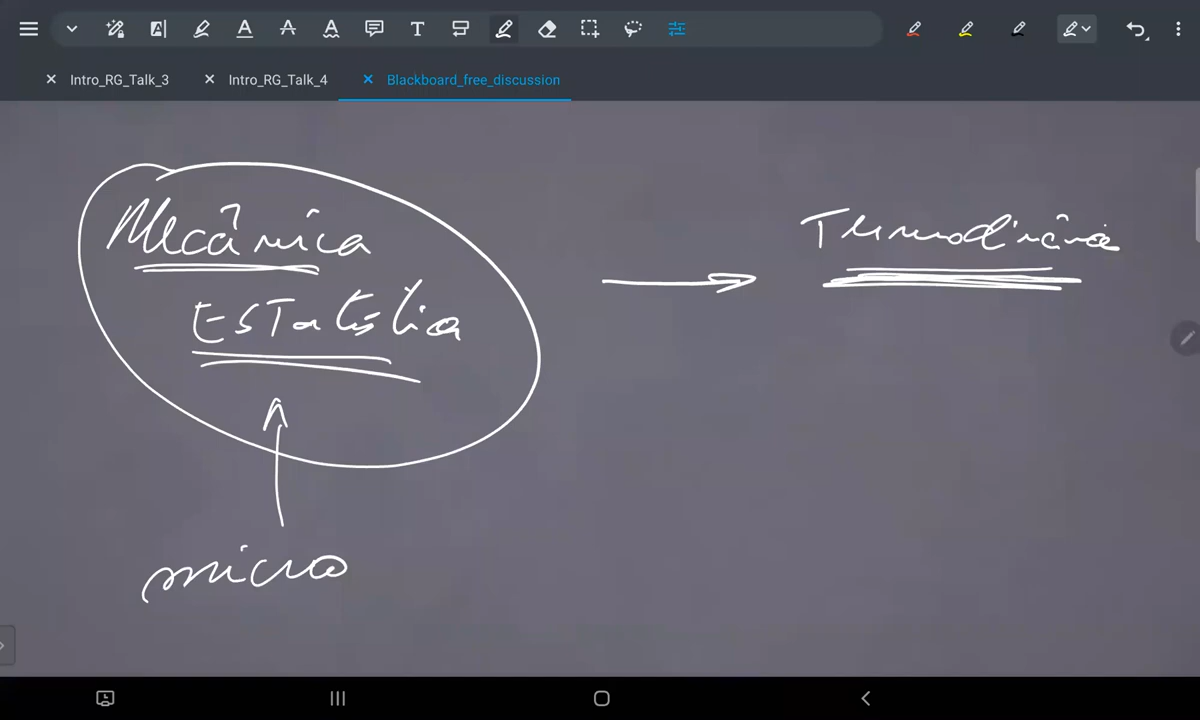 Intro_RG_Talk_3
Intro_RG_Talk_4
Blackboard_free_discussion
Mecânica
Estatística
Termodinâmica
micro